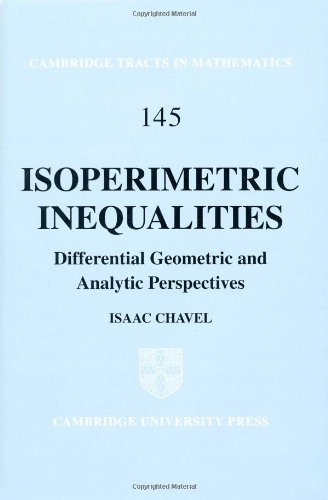 CAMBRIDGE TRACTS IN MATHEMATICS
145
ISOPERIMETRIC
INEQUALITIES
Differential Geometric and
Analytic Perspectives
ISAAC CHAVEL
CAMBRIDGE UNIVERSITY PRESS